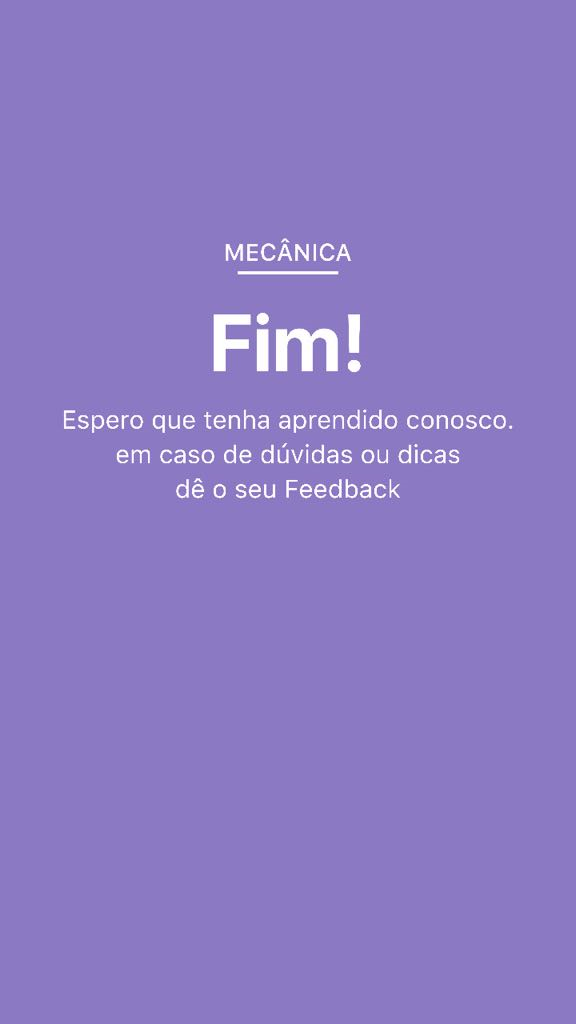 MECÂNICA
Fim!
Espero que tenha aprendido conosco.
em caso de dúvidas ou dicas
dê o seu Feedback